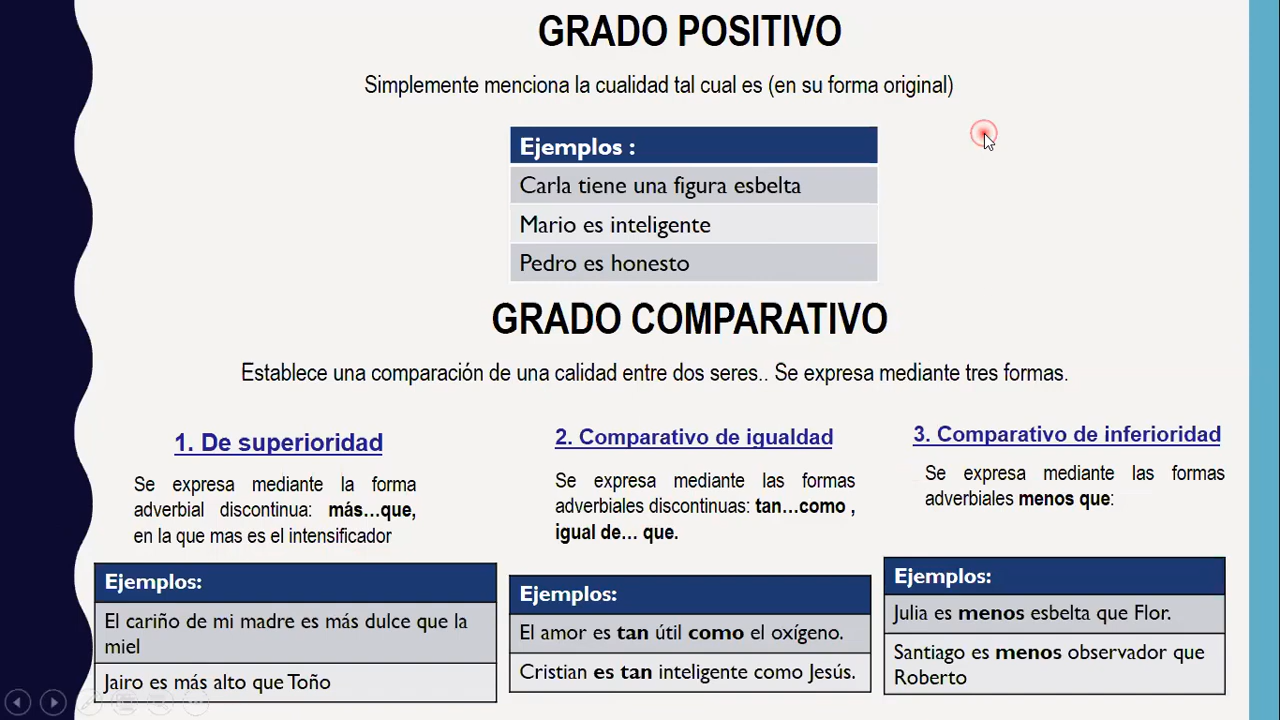 GRADO POSITIVO
Simplemente menciona la cualidad tal cual es (en su forma original)
Ejemplos :
Carla tiene una figura esbelta
Mario es inteligente
Pedro es honesto
GRADO COMPARATIVO
Establece una comparación de una calidad entre dos seres.. Se expresa mediante tres formas.
1. De superioridad
Se expresa mediante la forma
adverbial discontinua: más…que,
en la que mas es el intensificador
Ejemplos:
El cariño de mi madre es más dulce que la
miel
Jairo es más alto que Toño
2. Comparativo de igualdad
Se expresa mediante las formas
adverbiales discontinuas: tan…como ,
igual de… que.
Ejemplos:
El amor es tan útil como el oxígeno.
Cristian es tan inteligente como Jesús.
3. Comparativo de inferioridad
Se expresa mediante las formas
adverbiales menos que:
Ejemplos:
Julia es menos esbelta que Flor.
Santiago es menos observador que
Roberto